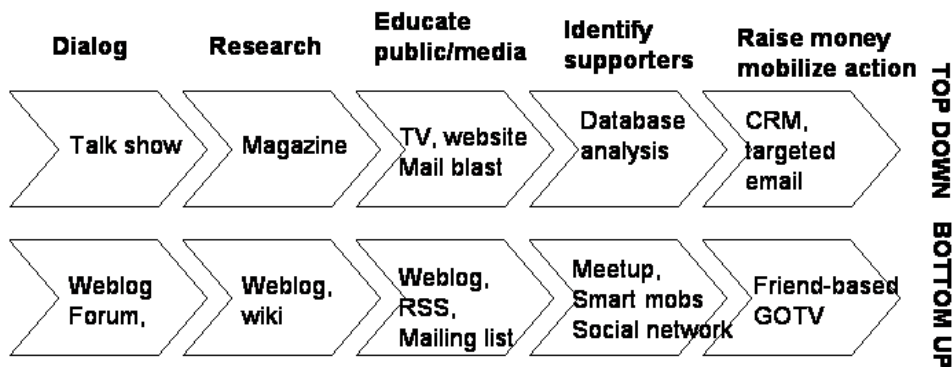 Dialog
Research
Educate
public/media
Identify
supporters
Raise money
mobilize action
Talk show
Magazine
TV, website
Mail blast
Database
analysis
CRM,
targeted
email
TOP DOWN
Weblog
Forum,
Weblog,
wiki
Weblog,
RSS,
Mailing list
Meetup,
Smart mobs
Social network
Friend-based
GOTV
BOTTOM UP